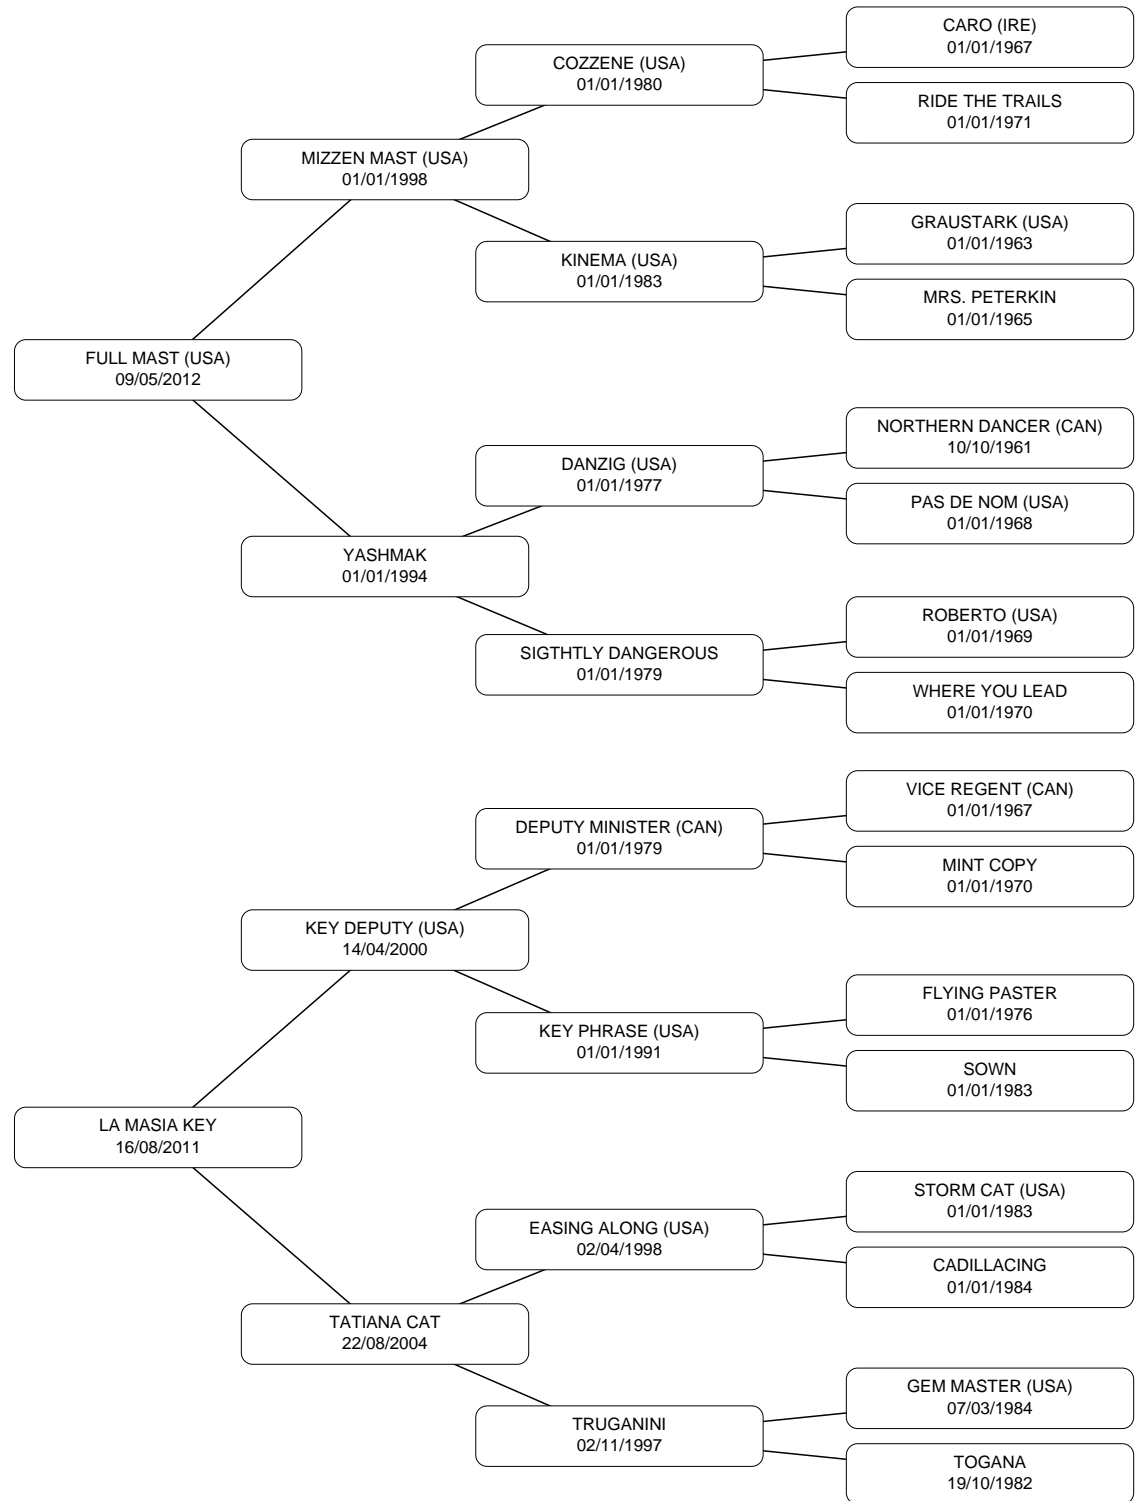 CARO (IRE)
01/01/1967
COZZENE (USA)
01/01/1980
RIDE THE TRAILS
01/01/1971
MIZZEN MAST (USA)
01/01/1998
GRAUSTARK (USA)
01/01/1963
KINEMA (USA)
01/01/1983
MRS. PETERKIN
01/01/1965
FULL MAST (USA)
09/05/2012
NORTHERN DANCER (CAN)
10/10/1961
DANZIG (USA)
01/01/1977
PAS DE NOM (USA)
01/01/1968
YASHMAK
01/01/1994
ROBERTO (USA)
01/01/1969
SIGTHTLY DANGEROUS
01/01/1979
WHERE YOU LEAD
01/01/1970
VICE REGENT (CAN)
01/01/1967
DEPUTY MINISTER (CAN)
01/01/1979
MINT COPY
01/01/1970
KEY DEPUTY (USA)
14/04/2000
FLYING PASTER
01/01/1976
KEY PHRASE (USA)
01/01/1991
SOWN
01/01/1983
LA MASIA KEY
16/08/2011
STORM CAT (USA)
01/01/1983
EASING ALONG (USA)
02/04/1998
CADILLACING
01/01/1984
TATIANA CAT
22/08/2004
GEM MASTER (USA)
07/03/1984
TRUGANINI
02/11/1997
TOGANA
19/10/1982